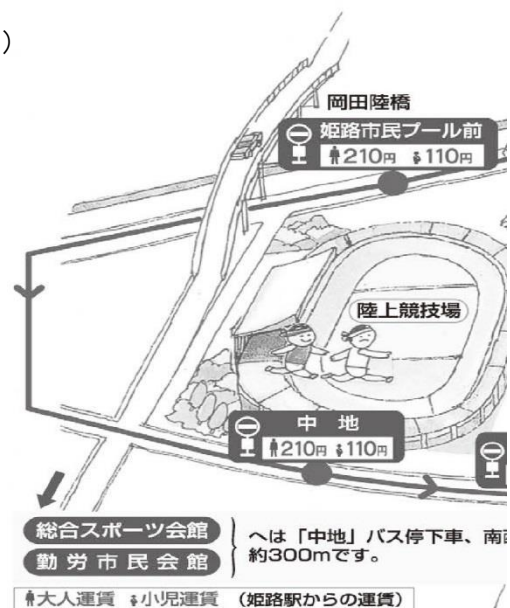 )
岡田陸橋
姫路市民プール前
210円 110円
陸上競技場
中地
210円 110円
総合スポーツ会館
勤労市民会館
へは「中地」バス停下車、南
約300mです。
大人運賃 小児運賃 (姫路駅からの運賃)